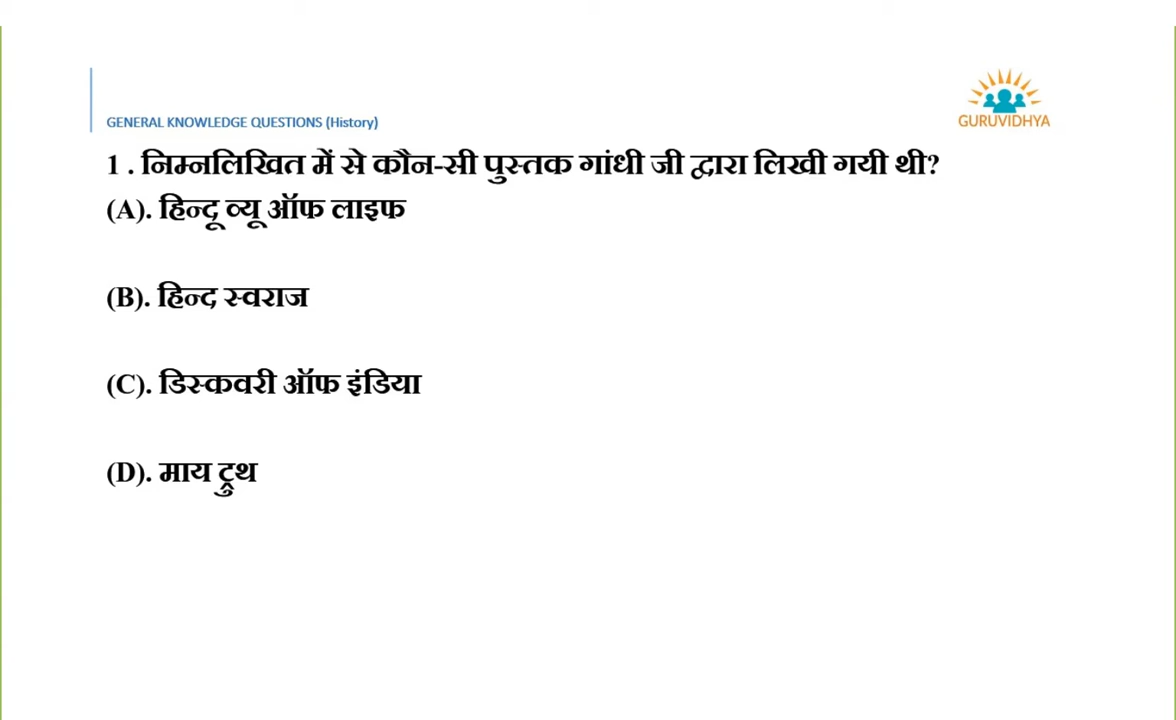 GURUVIDHYA
GENERAL KNOWLEDGE QUESTIONS (History)
1 . निम्नलिखित में से कौन-सी पुस्तक गांधी जी द्वारा लिखी गयी थी?
(A). हिन्दू व्यू ऑफ लाइफ
(B). हिन्द स्वराज
(C). डिस्कवरी ऑफ इंडिया
(D). माय ट्रुथ